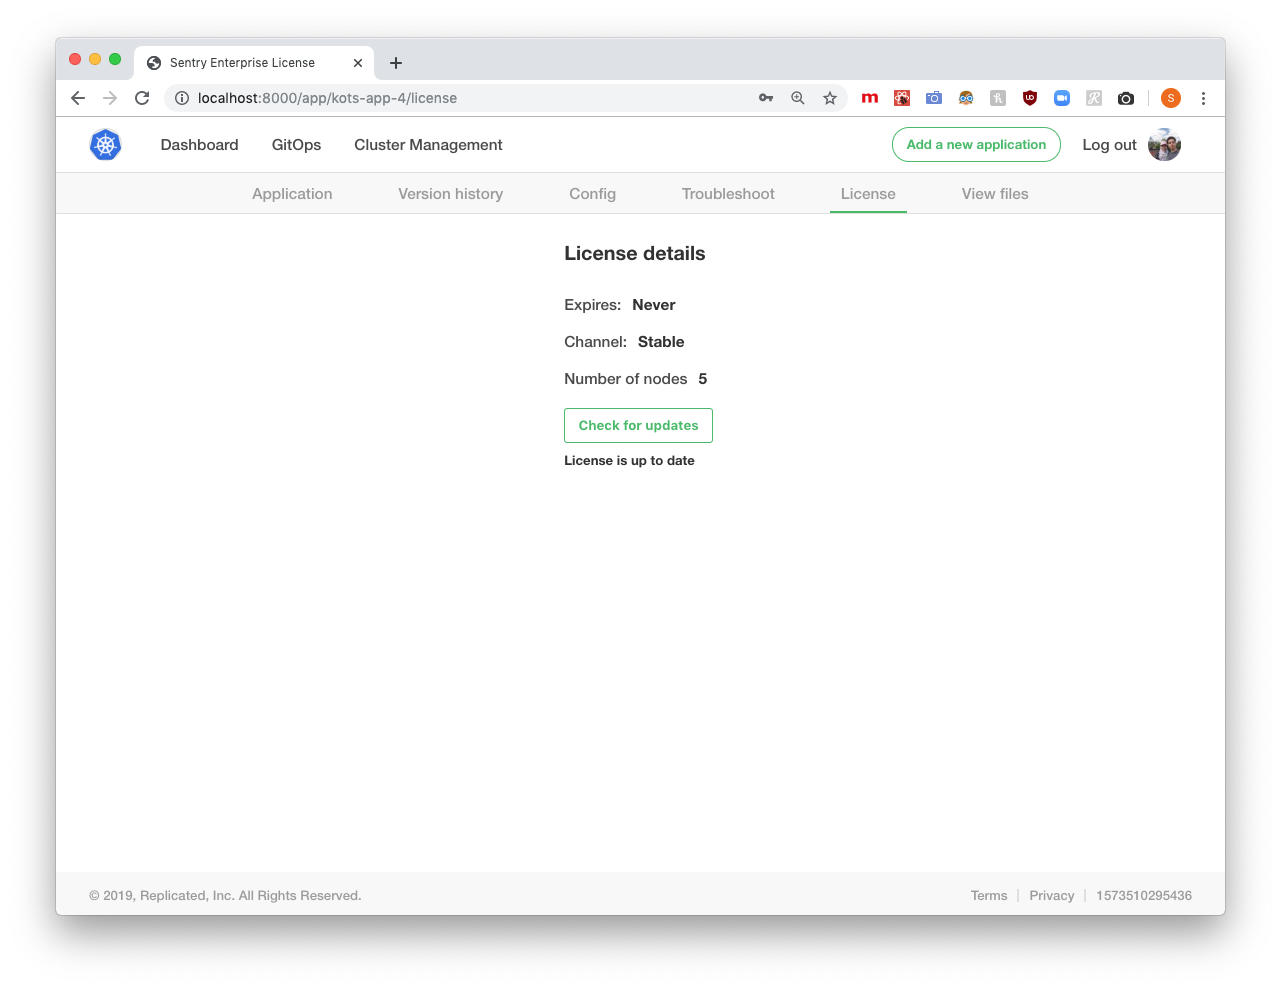 Sentry Enterprise License
localhost:8000/app/kots-app-4/license
m
UD
S
Dashboard GitOps Cluster Management Add a new application Log out
Application Version history Config Troubleshoot License View files
License details
Expires: Never
Channel: Stable
Number of nodes 5
Check for updates
License is up to date
© 2019, Replicated, Inc. All Rights Reserved. Terms Privacy 1573510295436